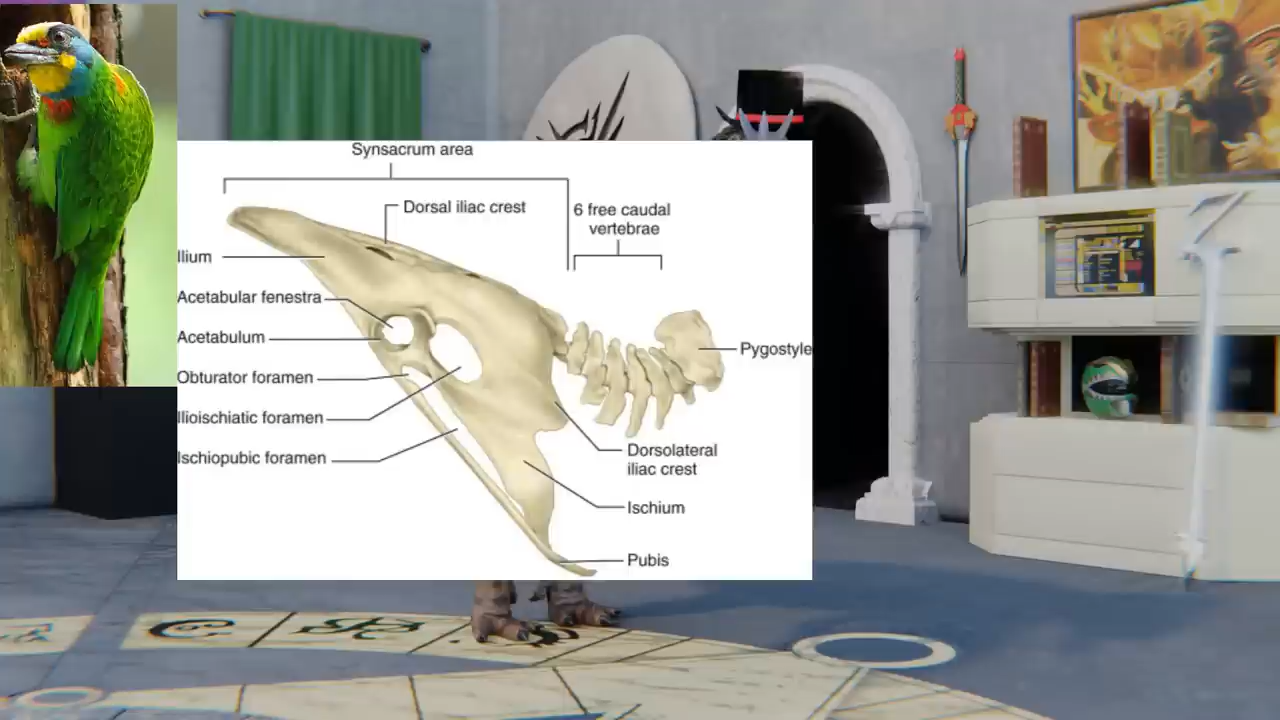 Synsacrum area
Dorsal iliac crest
6 free caudal
vertebrae
Ilium
Acetabular fenestra
Acetabulum
Pygostyle
Obturator foramen
Illioischiatic foramen
Ischiopubic foramen
Dorsolateral
iliac crest
Ischium
Pubis